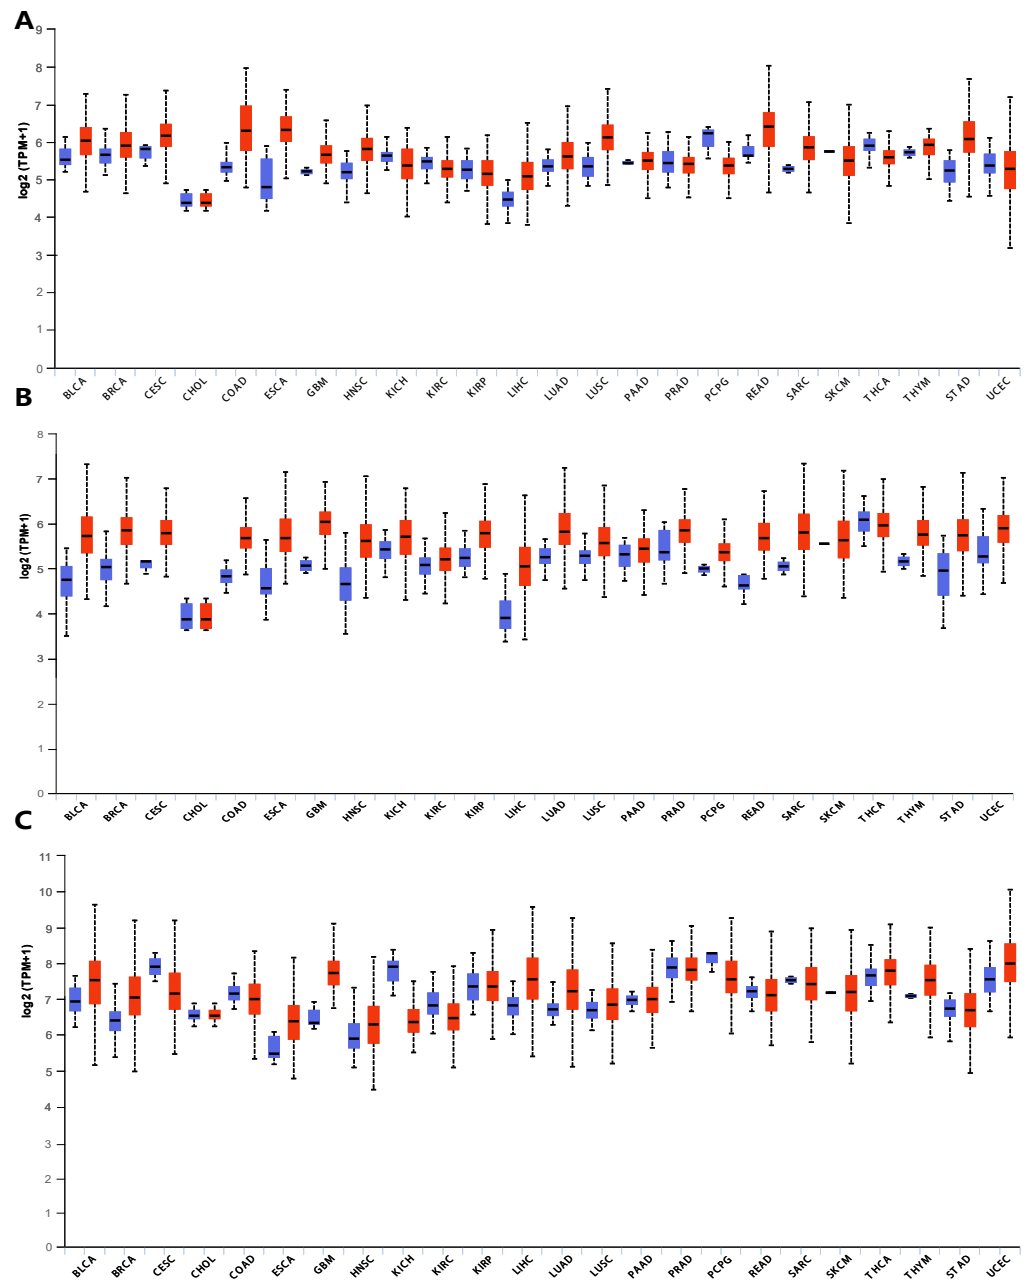 A
9
8
7
6
5
4
3
2
1
0
log2 (TPM+1)
BLCA
BRCA
CESC
CHOL
COAD
ESCA
GBM
HNSC
KICH
KIRC
KIRP
LIHC
LUAD
LUSC
PAAD
PRAD
PCPG
READ
SARC
SKCM
THCA
THYM
STAD
UCEC
B
8
7
6
5
4
3
2
1
0
log2 (TPM+1)
BLCA
BRCA
CESC
CHOL
COAD
ESCA
GBM
HNSC
KICH
KIRC
KIRP
LIHC
LUAD
LUSC
PAAD
PRAD
PCPG
READ
SARC
SKCM
THCA
THYM
STAD
UCEC
C
11
10
9
8
7
6
5
4
3
2
1
0
log2 (TPM+1)
BLCA
BRCA
CESC
CHOL
COAD
ESCA
GBM
HNSC
KICH
KIRC
KIRP
LIHC
LUAD
LUSC
PAAD
PRAD
PCPG
READ
SARC
SKCM
THCA
THYM
STAD
UCEC